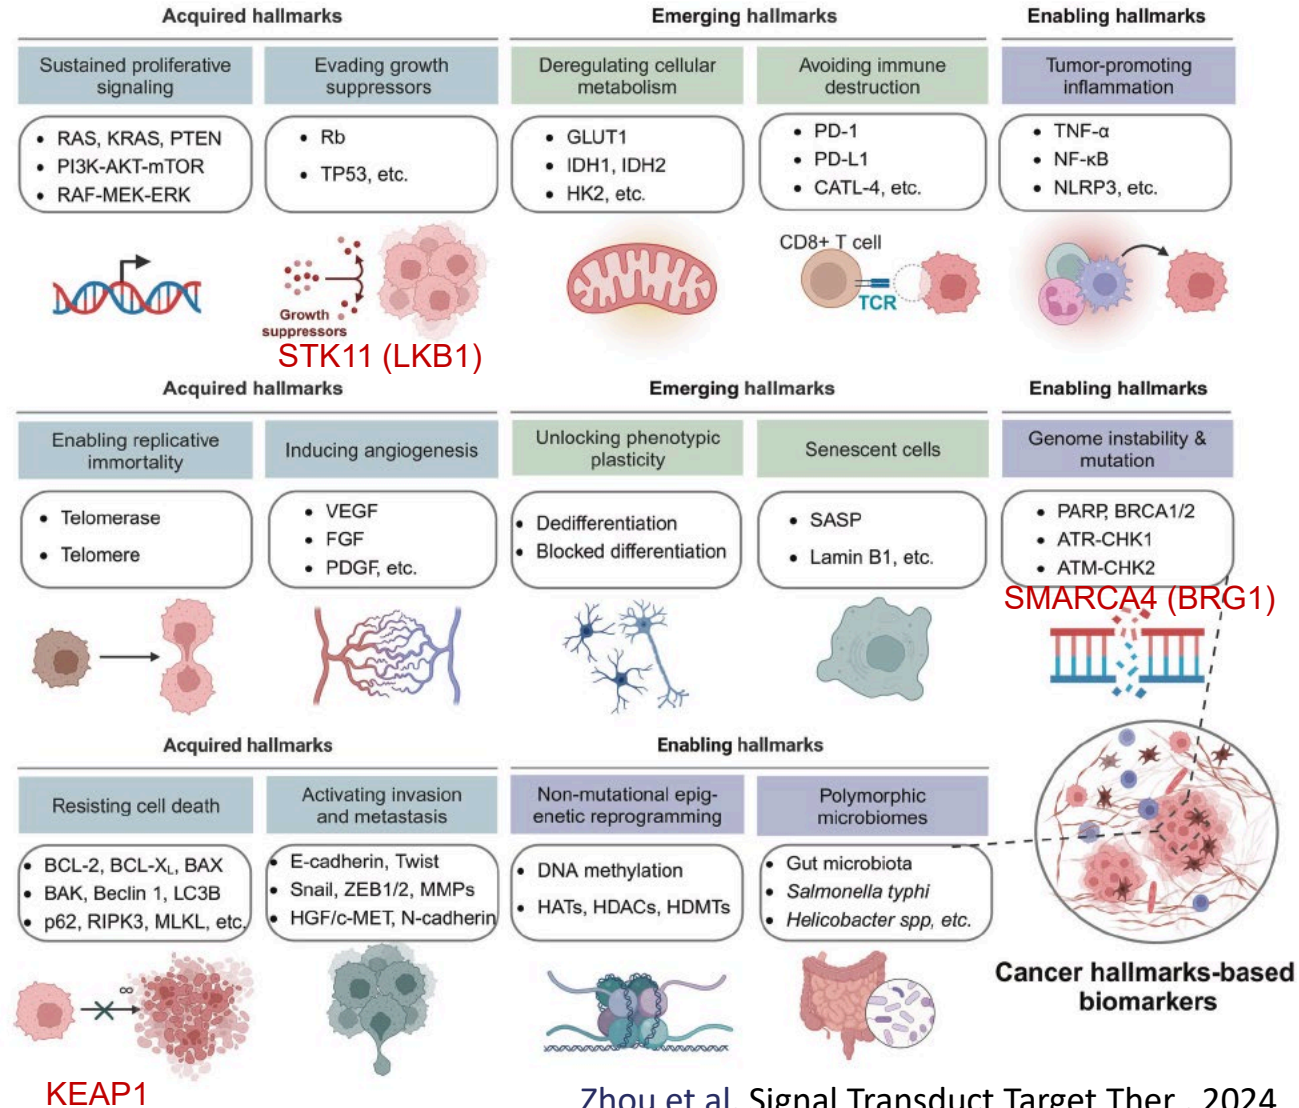 Acquired hallmarks
Emerging hallmarks
Enabling hallmarks
Sustained proliferative
signaling
• RAS, KRAS, PTEN
• PI3K-AKT-mTOR
• RAF-MEK-ERK
Evading growth
suppressors
• Rb
• TP53, etc.
Growth
suppressors
STK11 (LKB1)
Deregulating cellular
metabolism
• GLUT1
• IDH1, IDH2
• HK2, etc.
Avoiding immune
destruction
• PD-1
• PD-L1
• CATL-4, etc.
CD8+ T cell
TCR
Tumor-promoting
inflammation
• TNF-α
• NF-κB
• NLRP3, etc.
Acquired hallmarks
Emerging hallmarks
Enabling hallmarks
Enabling replicative
immortality
• Telomerase
• Telomere
Inducing angiogenesis
• VEGF
• FGF
• PDGF, etc.
Unlocking phenotypic
plasticity
• Dedifferentiation
• Blocked differentiation
Senescent cells
• SASP
• Lamin B1, etc.
Genome instability &
mutation
• PARP, BRCA1/2
• ATR-CHK1
• ATM-CHK2
SMARCA4 (BRG1)
Acquired hallmarks
Enabling hallmarks
Resisting cell death
• BCL-2, BCL-X<sub>L</sub>, BAX
• BAK, Beclin 1, LC3B
• p62, RIPK3, MLKL, etc.
∞
KEAP1
Activating invasion
and metastasis
• E-cadherin, Twist
• Snail, ZEB1/2, MMPs
• HGF/c-MET, N-cadherin
Non-mutational epig-
enetic reprogramming
• DNA methylation
• HATs, HDACs, HDMTs
Polymorphic
microbiomes
• Gut microbiota
• Salmonella typhi
• Helicobacter spp, etc.
Cancer hallmarks-based
biomarkers
Zhou et al. Signal Transduct Target Ther., 2024